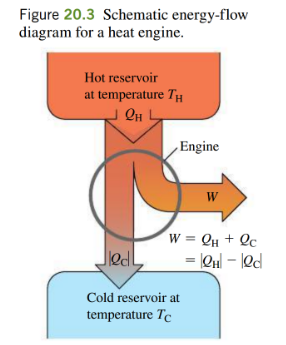 Figure 20.3 Schematic energy-flow
diagram for a heat engine.
Hot reservoir
at temperature T_H
Q_H
Engine
W
W = Q_H + Q_C
= |Q_H| − |Q_C|
|Q_C|
Cold reservoir at
temperature T_C